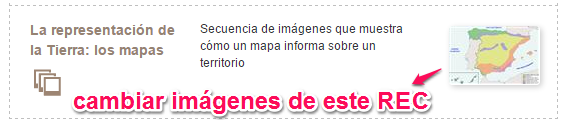 La representación de
la Tierra: los mapas
Secuencia de imágenes que muestra
cómo un mapa informa sobre un
territorio
cambiar imágenes de este REC